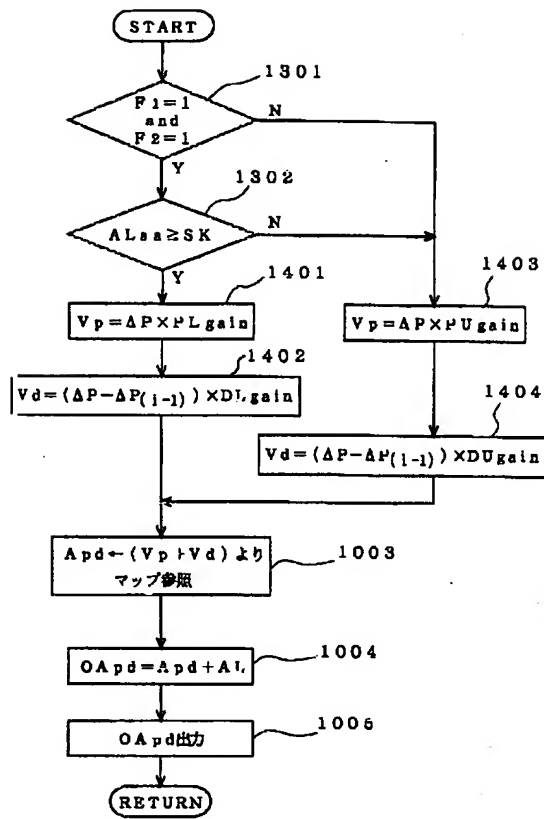 START
1301
F1=1
and
F2=1
N
Y
1302
ALaa≧SK
N
Y
1401
Vp=ΔP×PLgain
1403
Vp=ΔP×PUgain
1402
Vd=(ΔP−ΔP(i-1))×DLgain
1404
Vd=(ΔP−ΔP(i-1))×DUgain
Apd←(Vp+Vd)より
マップ参照
1003
OApd=Apd+AL
1004
OApd出力
1005
RETURN